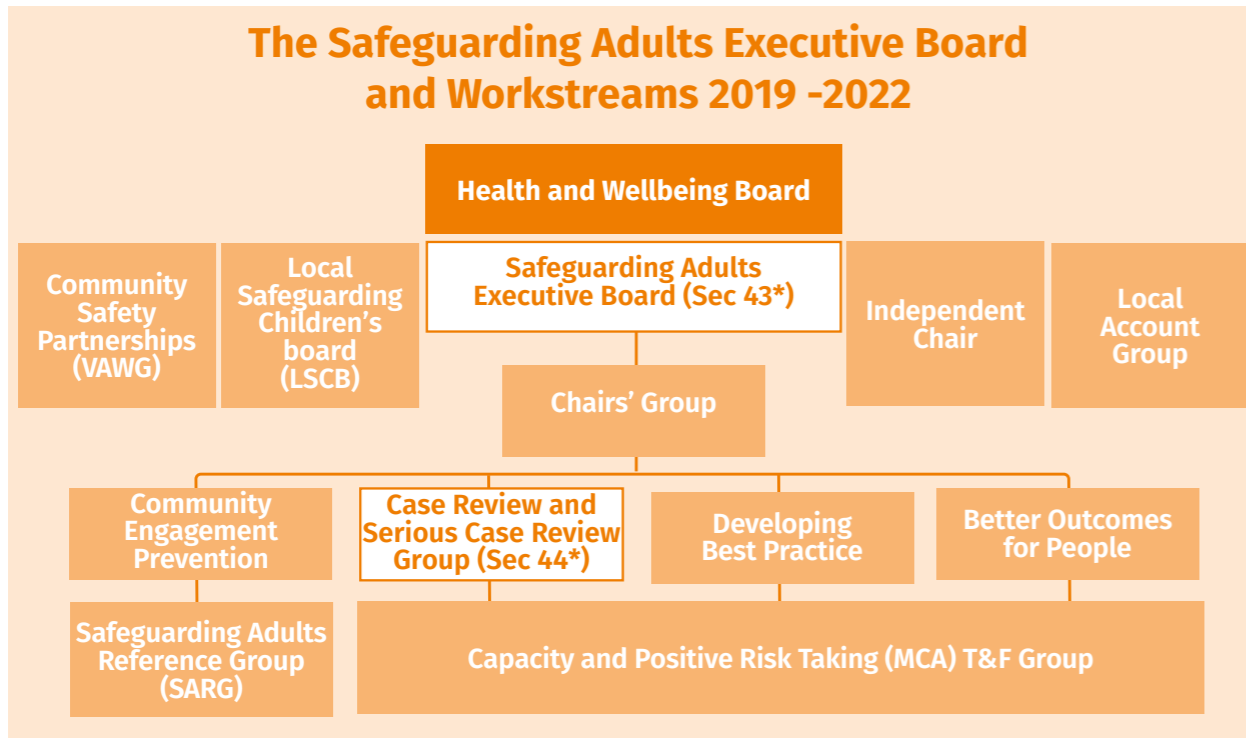 The Safeguarding Adults Executive Board
and Workstreams 2019 -2022
Health and Wellbeing Board
Community
Safety
Partnerships
(VAWG)
Local
Safeguarding
Children’s
board
(LSCB)
Safeguarding Adults
Executive Board (Sec 43*)
Independent
Chair
Local
Account
Group
Chairs’ Group
Community
Engagement
Prevention
Case Review and
Serious Case Review
Group (Sec 44*)
Developing
Best Practice
Better Outcomes
for People
Safeguarding Adults
Reference Group
(SARG)
Capacity and Positive Risk Taking (MCA) T&F Group